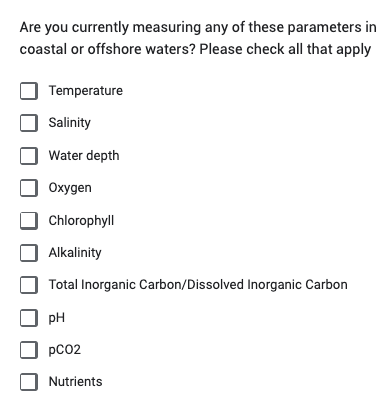 Are you currently measuring any of these parameters in
coastal or offshore waters? Please check all that apply
Temperature
Salinity
Water depth
Oxygen
Chlorophyll
Alkalinity
Total Inorganic Carbon/Dissolved Inorganic Carbon
pH
pCO2
Nutrients